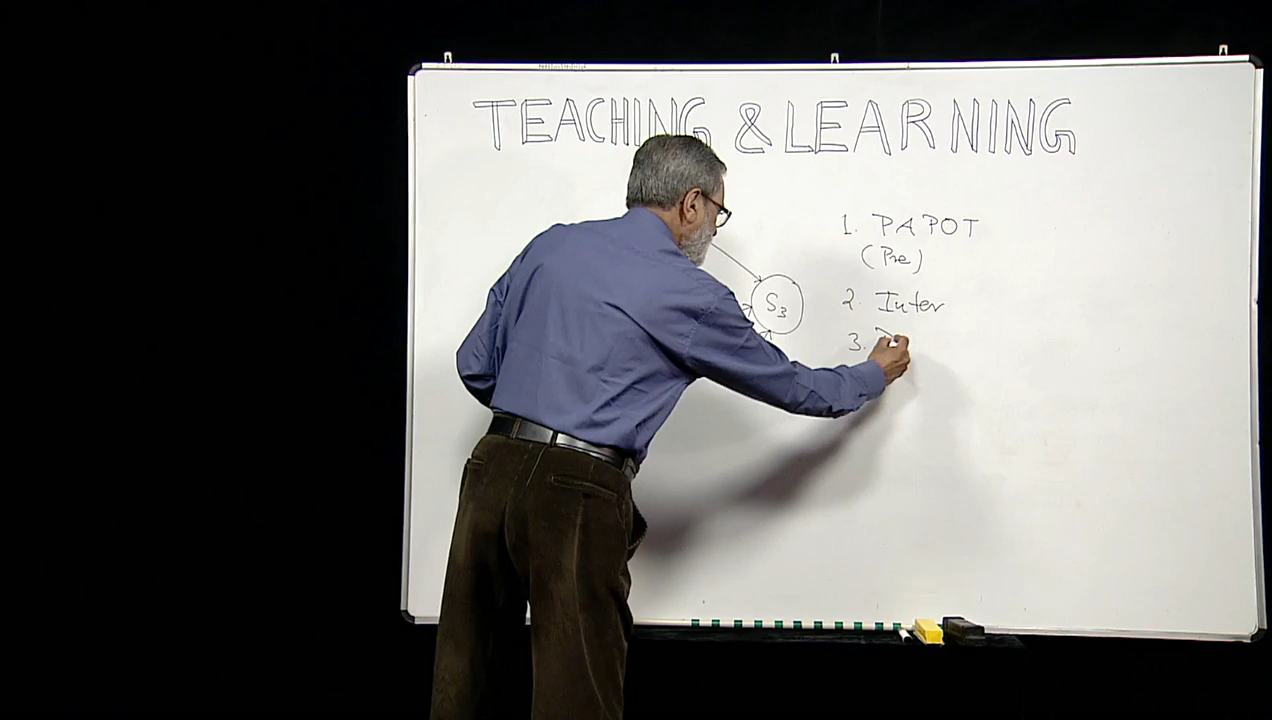 TEACHING & LEARNING
1. PAPOT
(Pre)
S3
2. Inter
3.